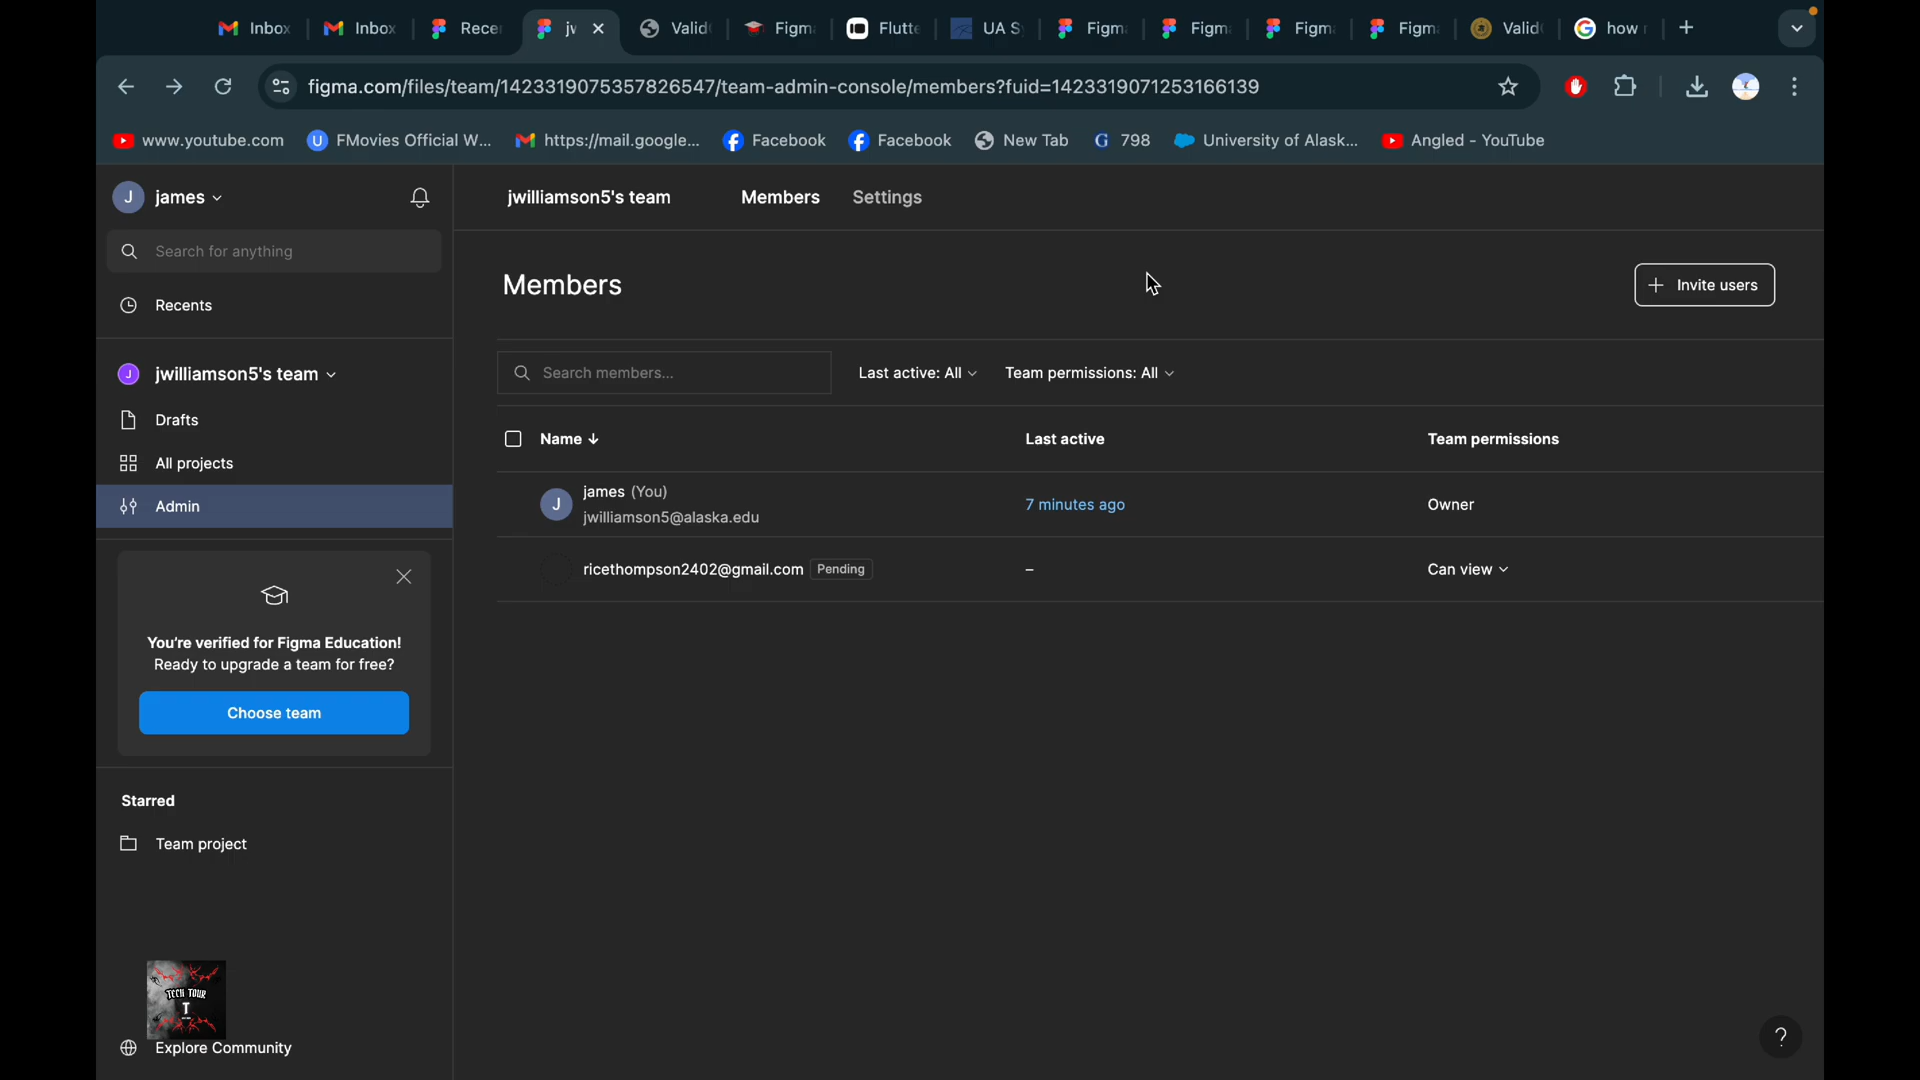 Inbox
Inbox
Recer
jv
Valid
Figm
Flutte
UA S
Figm
Figm
Figm
Figm
Valid
how
figma.com/files/team/1423319075357826547/team-admin-console/members?fuid=1423319071253166139
www.youtube.com
U FMovies Official W...
https://mail.google...
Facebook
Facebook
New Tab
G 798
University of Alask...
Angled - YouTube
J james
Search for anything
Recents
J jwilliamson5's team
Drafts
All projects
Admin
You're verified for Figma Education!
Ready to upgrade a team for free?
Choose team
Starred
Team project
TECH TOUR
T
Explore Community
jwilliamson5's team
Members
Settings
Members
+ Invite users
Search members...
Last active: All
Team permissions: All
Name ↓
Last active
Team permissions
J
james (You)
jwilliamson5@alaska.edu
7 minutes ago
Owner
ricethompson2402@gmail.com Pending
–
Can view
?